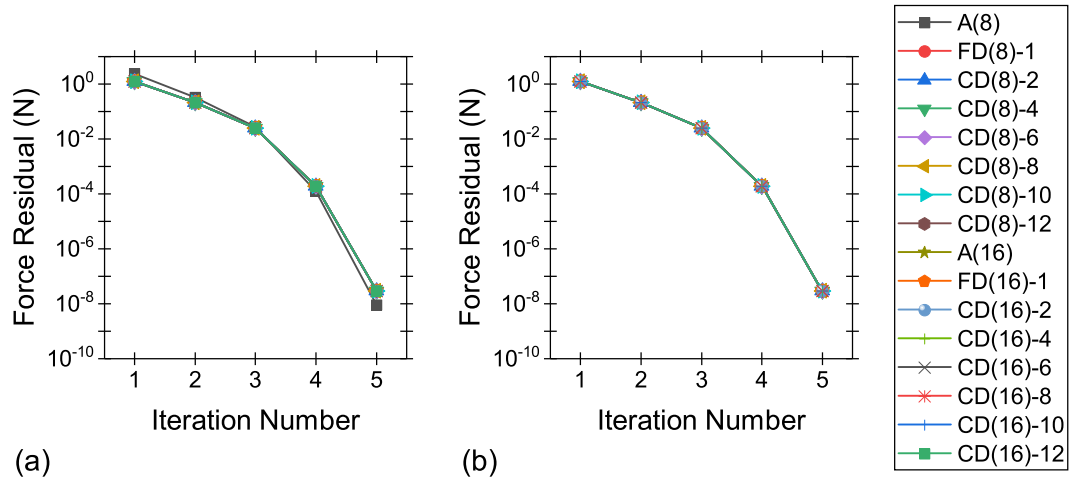 Force Residual (N)
10^0
10^-2
10^-4
10^-6
10^-8
10^-10
1 2 3 4 5
Iteration Number
(a)
Force Residual (N)
10^0
10^-2
10^-4
10^-6
10^-8
10^-10
1 2 3 4 5
Iteration Number
(b)
A(8)
FD(8)-1
CD(8)-2
CD(8)-4
CD(8)-6
CD(8)-8
CD(8)-10
CD(8)-12
A(16)
FD(16)-1
CD(16)-2
CD(16)-4
CD(16)-6
CD(16)-8
CD(16)-10
CD(16)-12